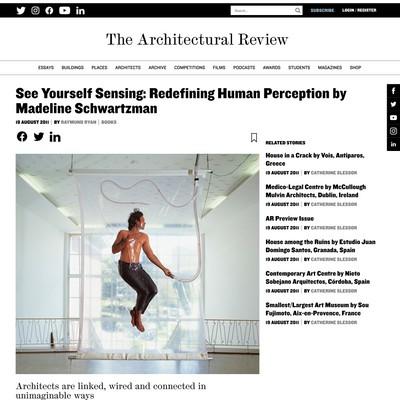 Search...
SUBSCRIBE
LOGIN / REGISTER
The Architectural Review
ESSAYS BUILDINGS PLACES ARCHITECTS ARCHIVE COMPETITIONS FILMS PODCASTS AWARDS STUDENTS MAGAZINES SHOP
See Yourself Sensing: Redefining Human Perception by
Madeline Schwartzman
19 AUGUST 2011 | BY RAYMUND RYAN | BOOKS
Architects are linked, wired and connected in
unimaginable ways
RELATED STORIES
House in a Crack by Vois, Antiparos,
Greece
19 AUGUST 2011 | BY CATHERINE SLESSOR
Medico-Legal Centre by McCullough
Mulvin Architects, Dublin, Ireland
19 AUGUST 2011 | BY CATHERINE SLESSOR
AR Preview Issue
19 AUGUST 2011 | BY CATHERINE SLESSOR
House among the Ruins by Estudio Juan
Domingo Santos, Granada, Spain
19 AUGUST 2011 | BY CATHERINE SLESSOR
Contemporary Art Centre by Nieto
Sobejano Arquitectos, Córdoba, Spain
19 AUGUST 2011 | BY CATHERINE SLESSOR
Smallest/Largest Art Museum by Sou
Fujimoto, Aix-en-Provence, France
19 AUGUST 2011 | BY CATHERINE SLESSOR